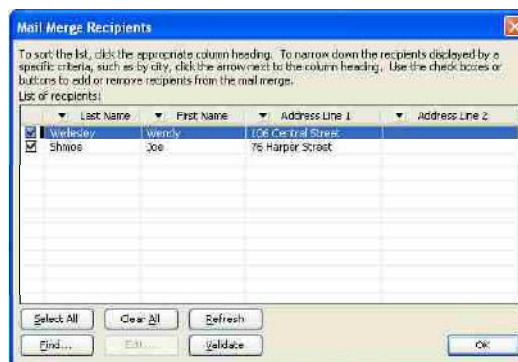 Mail Merge Recipients
To sort the list, click the appropriate column heading. To narrow down the recipients displayed by a
specific criteria, such as by city, click the arrow next to the column heading. Use the check boxes or
buttons to add or remove recipients from the mail merge.
List of recipients:
Last Name First Name Address Line 1 Address Line 2
Wellesley Wendy 106 Central Street
Shmoe Joe 76 Harper Street
Select All Clear All Refresh
Find... Edit... Validate OK